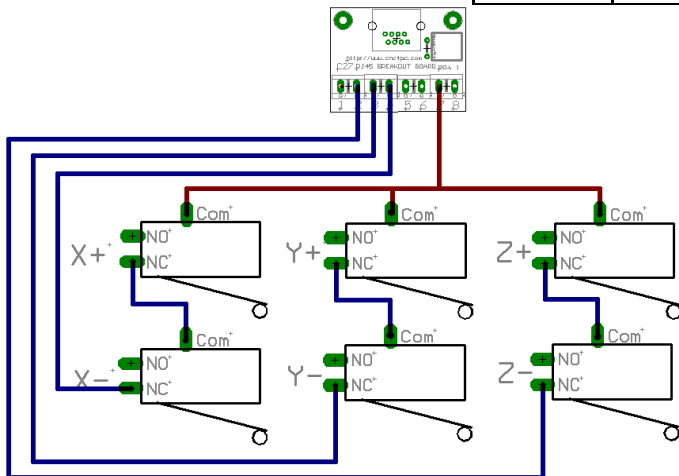 http://www.cnc4pc.com
C27 RJ45 BREAKOUT BOARD
1 2 3 4 5 6 7 8
Com+ Com+ Com+
X++ NO+ Y+ NO+ Z+ NO+
NC+ NC+ NC+
Com+ Com+ Com+
X-+ NO+ Y- NO+ Z- NO+
NC+ NC+ NC+